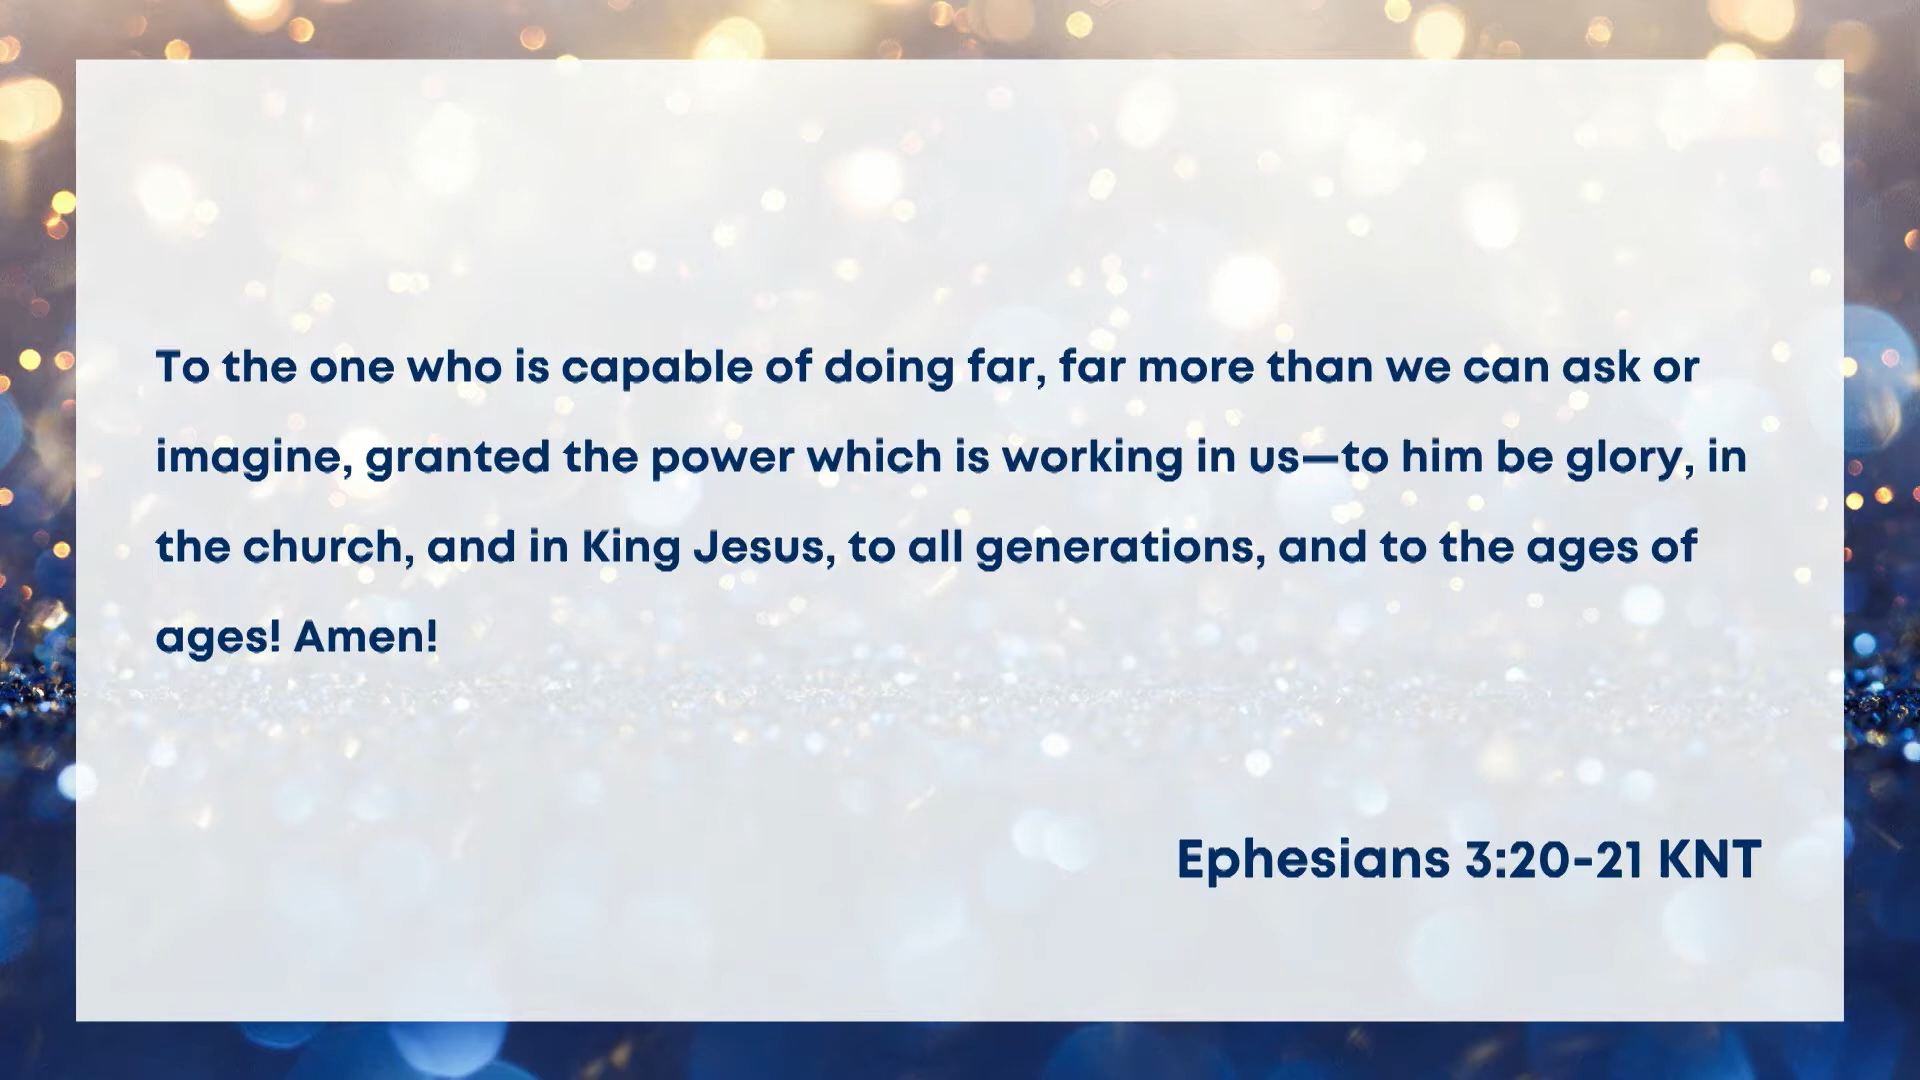 To the one who is capable of doing far, far more than we can ask or
imagine, granted the power which is working in us—to him be glory, in
the church, and in King Jesus, to all generations, and to the ages of
ages! Amen!
Ephesians 3:20-21 KNT